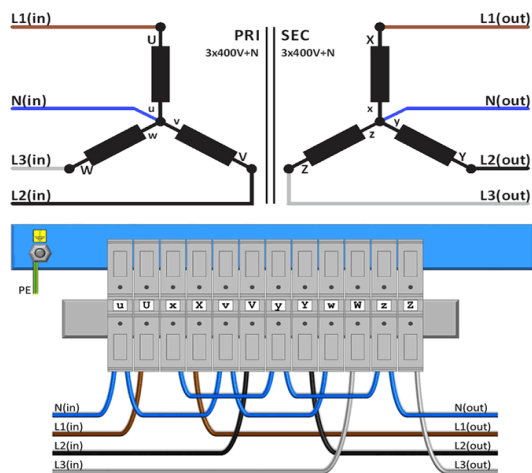 L1(in) PRI SEC L1(out)
U 3x400V+N 3x400V+N X
N(in) u v x y N(out)
w z
L3(in) W V Z Y L2(out)
L2(in) L3(out)
PE
u U x X v V y Y w W z Z
N(in) N(out)
L1(in) L1(out)
L2(in) L2(out)
L3(in) L3(out)